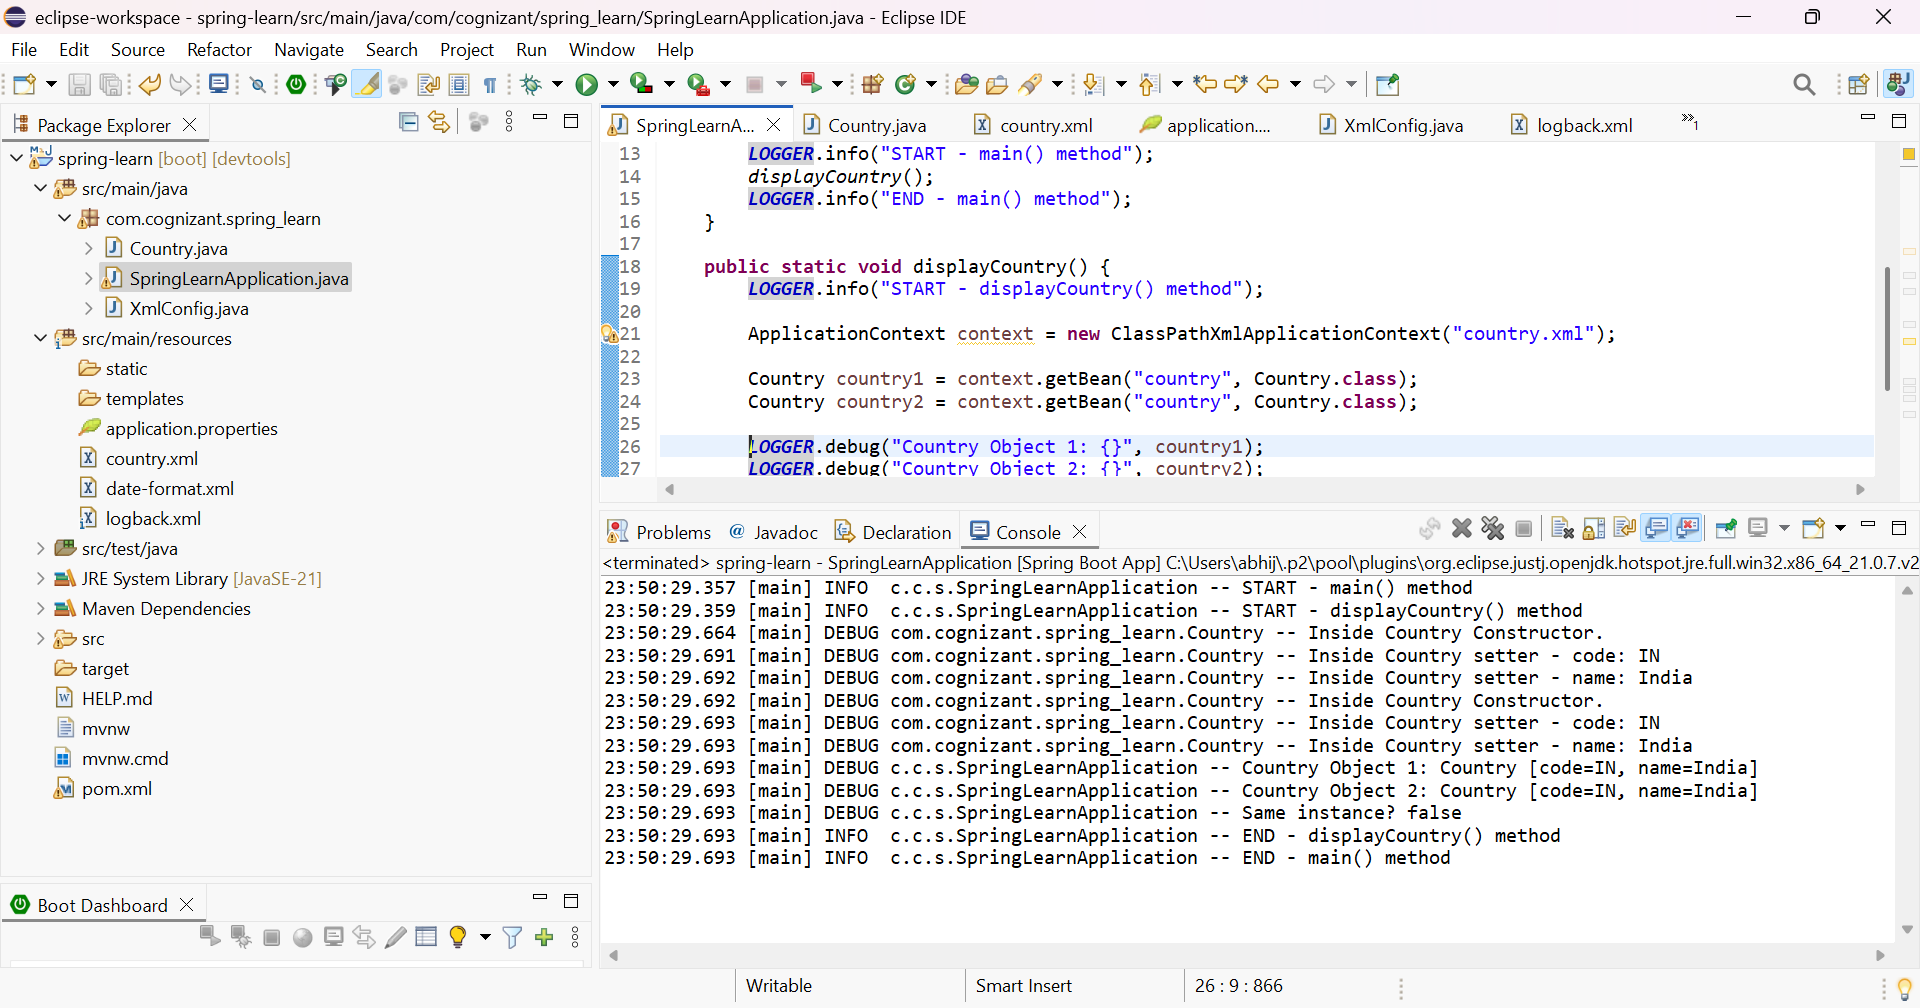 eclipse-workspace - spring-learn/src/main/java/com/cognizant/spring_learn/SpringLearnApplication.java - Eclipse IDE
File Edit Source Refactor Navigate Search Project Run Window Help
Package Explorer
spring-learn [boot] [devtools]
src/main/java
com.cognizant.spring_learn
Country.java
SpringLearnApplication.java
XmlConfig.java
src/main/resources
static
templates
application.properties
country.xml
date-format.xml
logback.xml
src/test/java
JRE System Library [JavaSE-21]
Maven Dependencies
src
target
HELP.md
mvnw
mvnw.cmd
pom.xml
Boot Dashboard
SpringLearnA... Country.java country.xml application.... XmlConfig.java logback.xml »1
13 LOGGER.info("START - main() method");
14 displayCountry();
15 LOGGER.info("END - main() method");
16 }
17
18 public static void displayCountry() {
19 LOGGER.info("START - displayCountry() method");
20
21 ApplicationContext context = new ClassPathXmlApplicationContext("country.xml");
22
23 Country country1 = context.getBean("country", Country.class);
24 Country country2 = context.getBean("country", Country.class);
25
26 LOGGER.debug("Country Object 1: {}", country1);
27 LOGGER.debug("Country Object 2: {}", country2);
Problems Javadoc Declaration Console
<terminated> spring-learn - SpringLearnApplication [Spring Boot App] C:\Users\abhij\.p2\pool\plugins\org.eclipse.justj.openjdk.hotspot.jre.full.win32.x86_64_21.0.7.v2
23:50:29.357 [main] INFO  c.c.s.SpringLearnApplication -- START - main() method
23:50:29.359 [main] INFO  c.c.s.SpringLearnApplication -- START - displayCountry() method
23:50:29.664 [main] DEBUG com.cognizant.spring_learn.Country -- Inside Country Constructor.
23:50:29.691 [main] DEBUG com.cognizant.spring_learn.Country -- Inside Country setter - code: IN
23:50:29.692 [main] DEBUG com.cognizant.spring_learn.Country -- Inside Country setter - name: India
23:50:29.692 [main] DEBUG com.cognizant.spring_learn.Country -- Inside Country Constructor.
23:50:29.693 [main] DEBUG com.cognizant.spring_learn.Country -- Inside Country setter - code: IN
23:50:29.693 [main] DEBUG com.cognizant.spring_learn.Country -- Inside Country setter - name: India
23:50:29.693 [main] DEBUG c.c.s.SpringLearnApplication -- Country Object 1: Country [code=IN, name=India]
23:50:29.693 [main] DEBUG c.c.s.SpringLearnApplication -- Country Object 2: Country [code=IN, name=India]
23:50:29.693 [main] DEBUG c.c.s.SpringLearnApplication -- Same instance? false
23:50:29.693 [main] INFO  c.c.s.SpringLearnApplication -- END - displayCountry() method
23:50:29.693 [main] INFO  c.c.s.SpringLearnApplication -- END - main() method
Writable Smart Insert 26 : 9 : 866